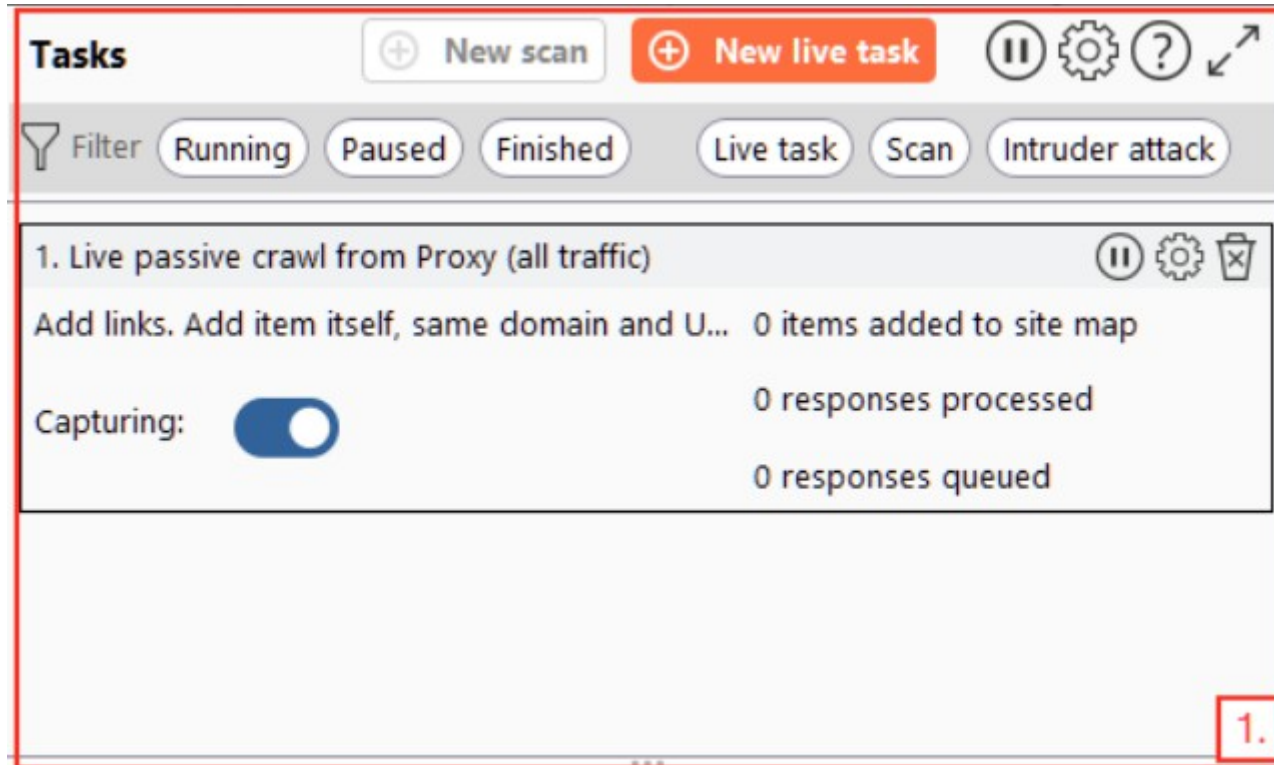 Tasks New scan New live task
Filter Running Paused Finished Live task Scan Intruder attack
1. Live passive crawl from Proxy (all traffic)
Add links. Add item itself, same domain and U... 0 items added to site map
Capturing: 0 responses processed
0 responses queued
1.